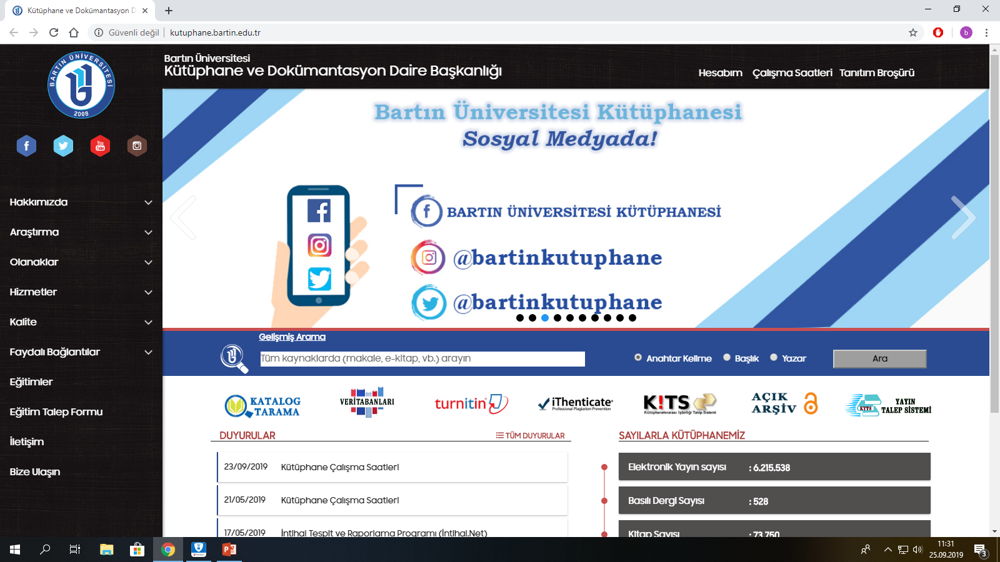 Kütüphane ve Dokümantasyon D
Güvenli değil
kutuphane.bartin.edu.tr
b
BARTIN ÜNİVERSİTESİ
2008
Bartın Üniversitesi
Kütüphane ve Dokümantasyon Daire Başkanlığı
Hesabım
Çalışma Saatleri
Tanıtım Broşürü
You
Tube
Hakkımızda
Araştırma
Olanaklar
Hizmetler
Kalite
Faydalı Bağlantılar
Eğitimler
Eğitim Talep Formu
İletişim
Bize Ulaşın
Bartın Üniversitesi Kütüphanesi
Sosyal Medyada!
BARTIN ÜNİVERSİTESİ KÜTÜPHANESİ
@bartinkutuphane
@bartinkutuphane
Gelişmiş Arama
Tüm kaynaklarda (makale, e-kitap, vb.) arayın
Anahtar Kelime
Başlık
Yazar
Ara
KATALOG
TARAMA
VERİTABANLARI
turnitin
iThenticate
Professional Plagiarism Prevention
K!TS
Kütüphanelerarası İşbirliği Takip Sistemi
AÇIK
ARŞİV
KYTS
YAYIN
TALEP SİSTEMİ
DUYURULAR
TÜM DUYURULAR
23/09/2019 Kütüphane Çalışma Saatleri
21/05/2019 Kütüphane Çalışma Saatleri
17/05/2019 İntihal Tespit ve Raporlama Programı (İntihal.Net)
SAYILARLA KÜTÜPHANEMİZ
Elektronik Yayın sayısı : 6.215.538
Basılı Dergi Sayısı : 528
Kitap Sayısı : 73.750
11:31
25.09.2019
3